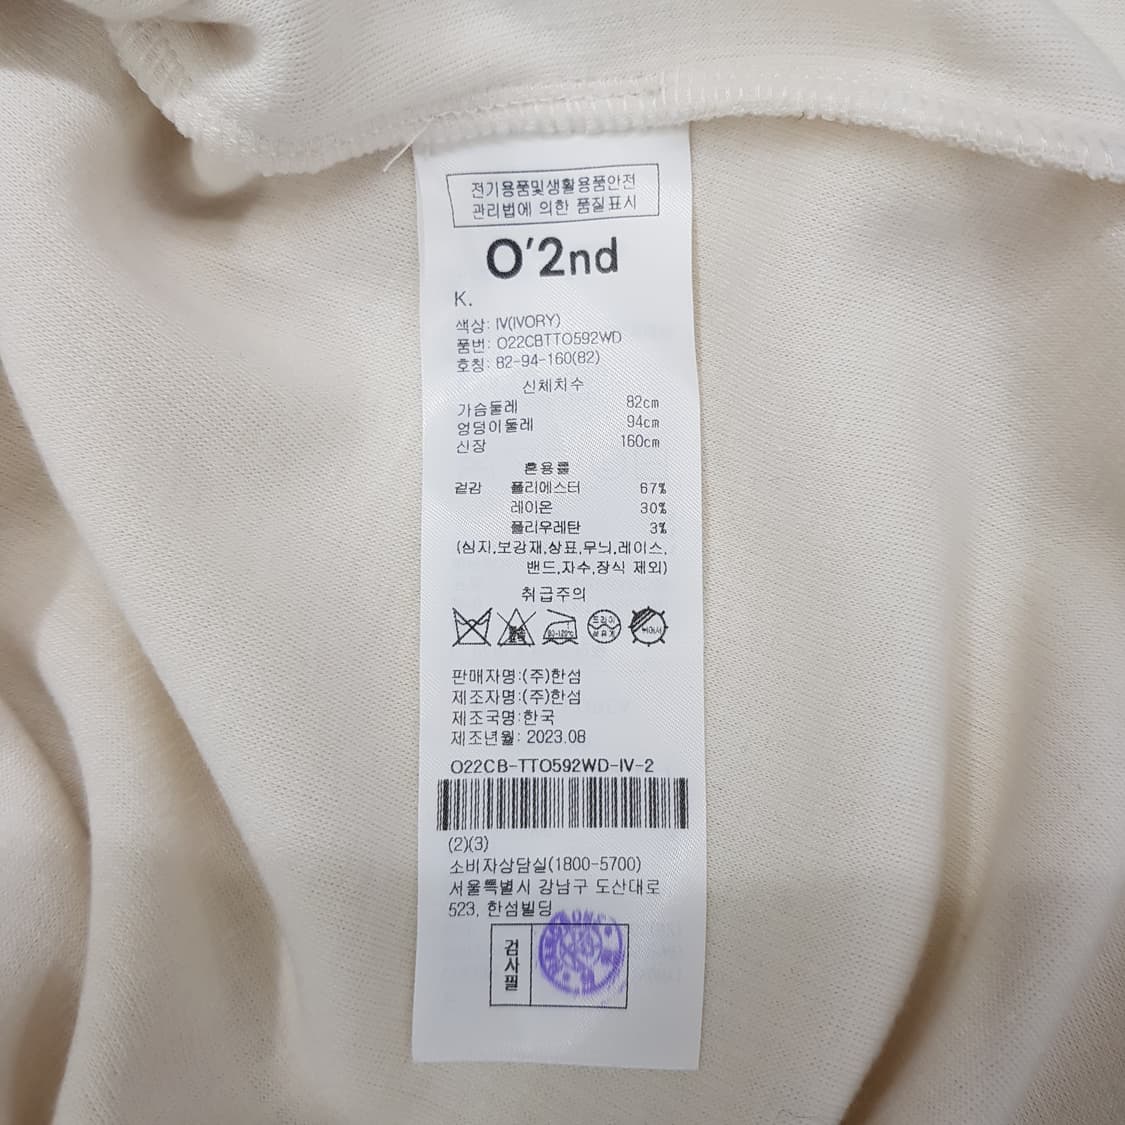 전기용품및생활용품안전
관리법에 의한 품질표시
O'2nd
K.
색상: IV(IVORY)
품번: O22CBTTO592WD
호칭: 82-94-160(82)
신체치수
가슴둘레 82cm
엉덩이둘레 94cm
신장 160cm
혼용률
겉감 폴리에스터 67%
레이온 30%
폴리우레탄 3%
(심지,보강재,상표,무늬,레이스,
밴드,자수,장식 제외)
취급주의
80-120℃
드라이
판매자명:(주)한섬
제조자명:(주)한섬
제조국명:한국
제조년월: 2023.08
O22CB-TTO592WD-IV-2
(2)(3)
소비자상담실(1800-5700)
서울특별시 강남구 도산대로
523, 한섬빌딩
검사필